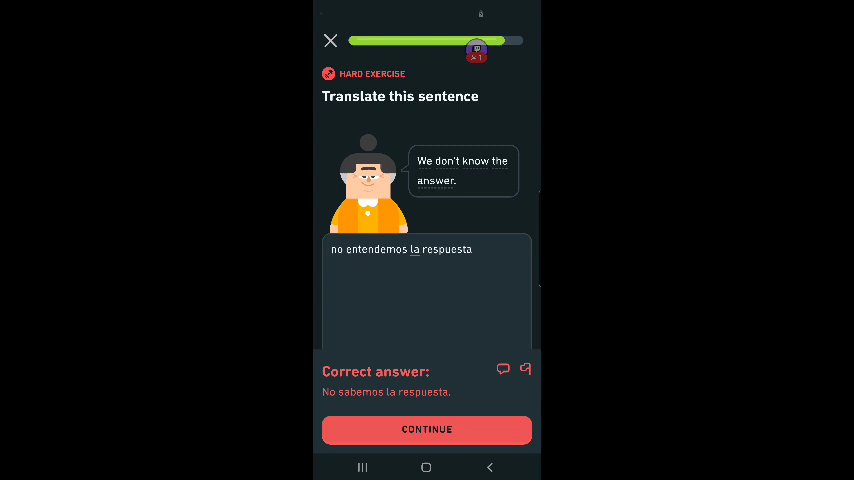 HARD EXERCISE
Translate this sentence
We don't know the
answer.
no entendemos la respuesta
Correct answer:
No sabemos la respuesta.
CONTINUE